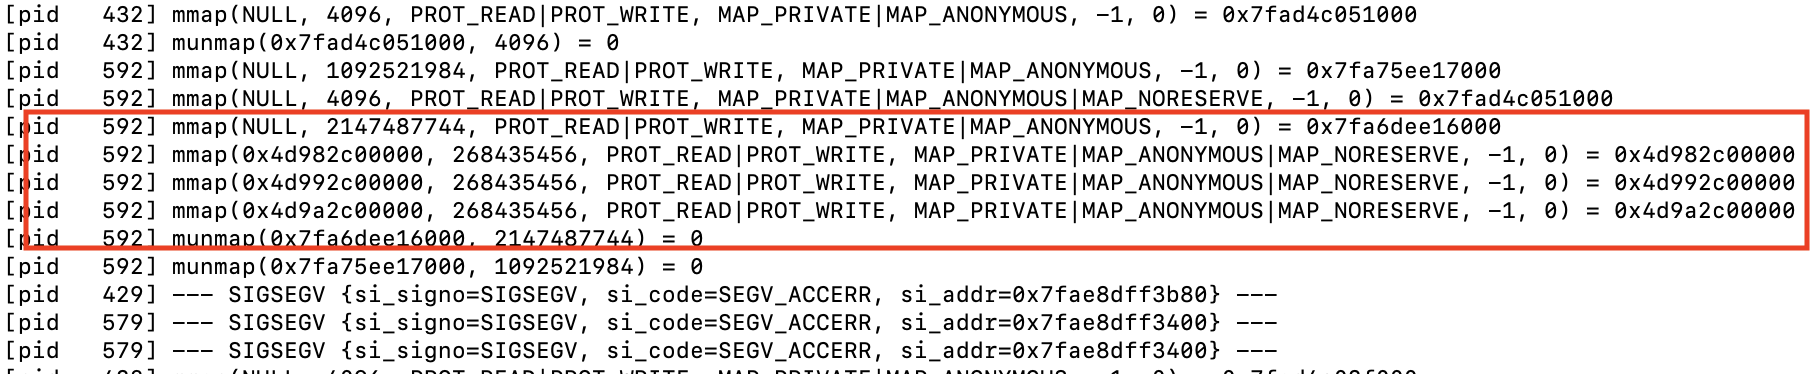 [pid   432] mmap(NULL, 4096, PROT_READ|PROT_WRITE, MAP_PRIVATE|MAP_ANONYMOUS, -1, 0) = 0x7fad4c051000
[pid   432] munmap(0x7fad4c051000, 4096) = 0
[pid   592] mmap(NULL, 1092521984, PROT_READ|PROT_WRITE, MAP_PRIVATE|MAP_ANONYMOUS, -1, 0) = 0x7fa75ee17000
[pid   592] mmap(NULL, 4096, PROT_READ|PROT_WRITE, MAP_PRIVATE|MAP_ANONYMOUS|MAP_NORESERVE, -1, 0) = 0x7fad4c051000
[pid   592] mmap(NULL, 2147487744, PROT_READ|PROT_WRITE, MAP_PRIVATE|MAP_ANONYMOUS, -1, 0) = 0x7fa6dee16000
[pid   592] mmap(0x4d982c00000, 268435456, PROT_READ|PROT_WRITE, MAP_PRIVATE|MAP_ANONYMOUS|MAP_NORESERVE, -1, 0) = 0x4d982c00000
[pid   592] mmap(0x4d992c00000, 268435456, PROT_READ|PROT_WRITE, MAP_PRIVATE|MAP_ANONYMOUS|MAP_NORESERVE, -1, 0) = 0x4d992c00000
[pid   592] mmap(0x4d9a2c00000, 268435456, PROT_READ|PROT_WRITE, MAP_PRIVATE|MAP_ANONYMOUS|MAP_NORESERVE, -1, 0) = 0x4d9a2c00000
[pid   592] munmap(0x7fa6dee16000, 2147487744) = 0
[pid   592] munmap(0x7fa75ee17000, 1092521984) = 0
[pid   429] --- SIGSEGV {si_signo=SIGSEGV, si_code=SEGV_ACCERR, si_addr=0x7fae8dff3b80} ---
[pid   579] --- SIGSEGV {si_signo=SIGSEGV, si_code=SEGV_ACCERR, si_addr=0x7fae8dff3400} ---
[pid   579] --- SIGSEGV {si_signo=SIGSEGV, si_code=SEGV_ACCERR, si_addr=0x7fae8dff3400} ---